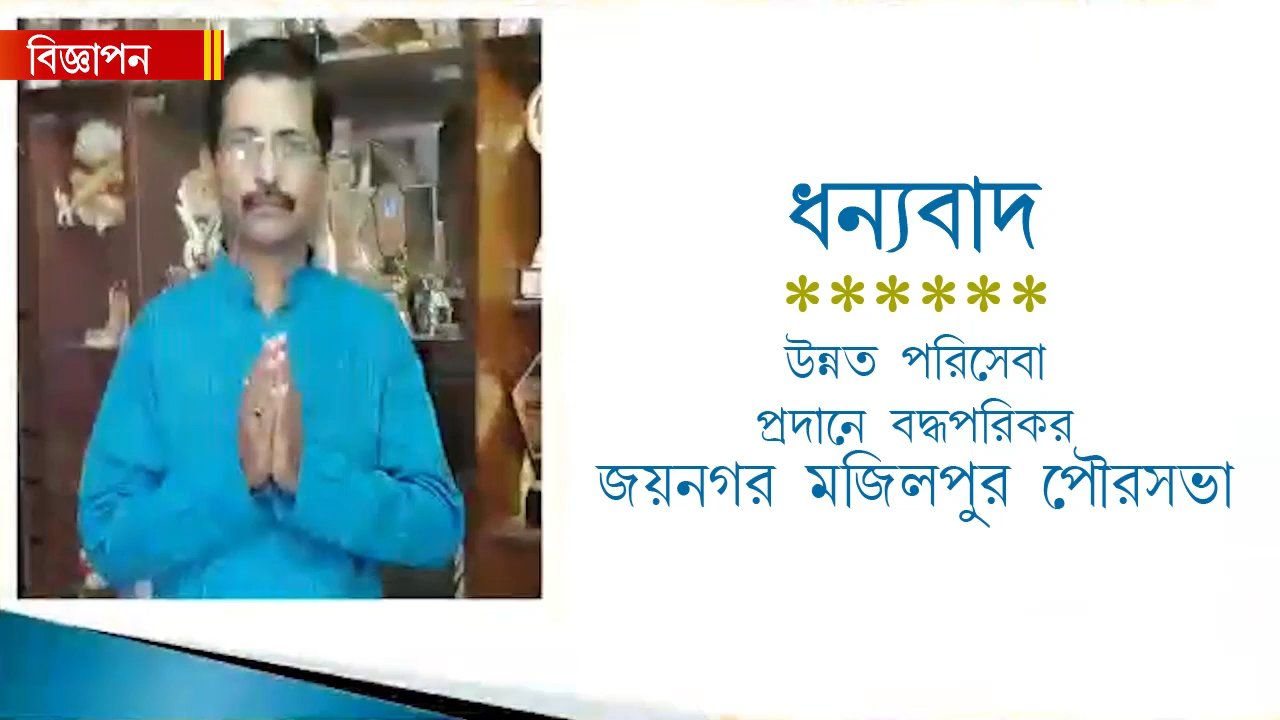 বিজ্ঞাপন
ধন্যবাদ
******
উন্নত পরিসেবা
প্রদানে বদ্ধপরিকর
জয়নগর মজিলপুর পৌরসভা